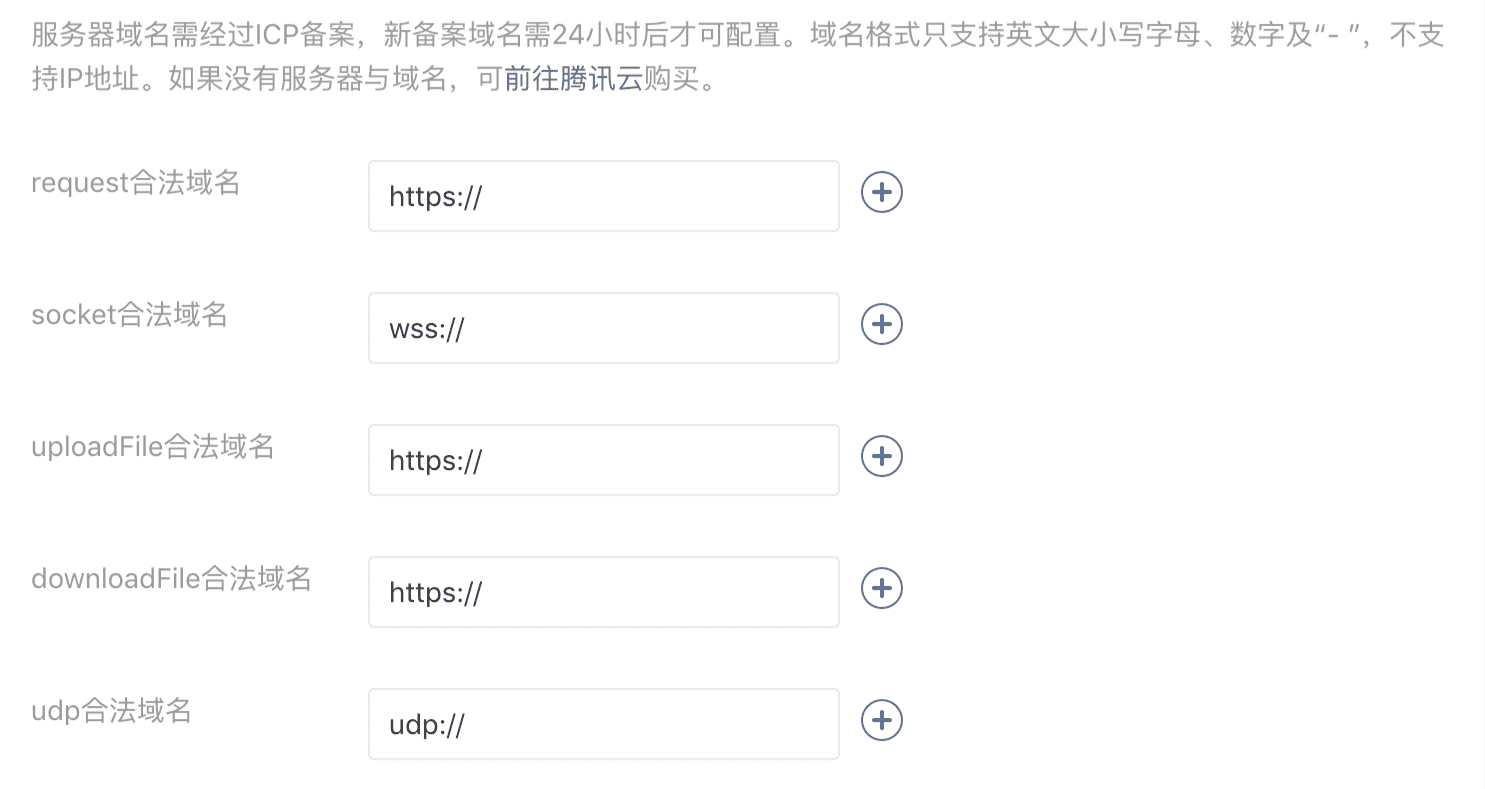 服务器域名需经过ICP备案，新备案域名需24小时后才可配置。域名格式只支持英文大小写字母、数字及“- ”，不支
持IP地址。如果没有服务器与域名，可前往腾讯云购买。
request合法域名
https://
socket合法域名
wss://
uploadFile合法域名
https://
downloadFile合法域名
https://
udp合法域名
udp://